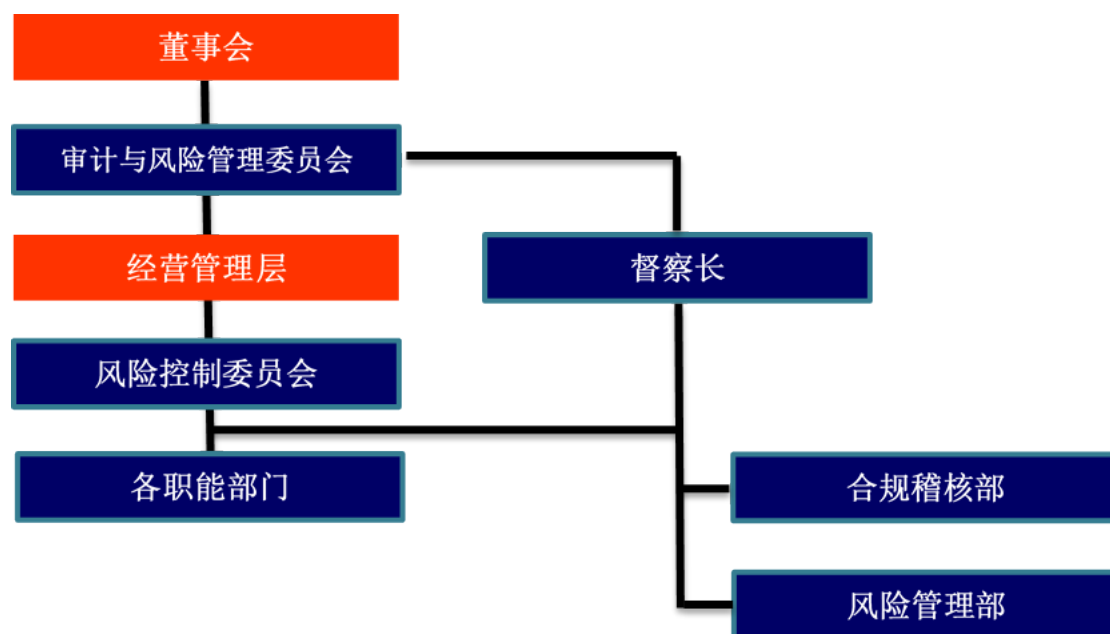 董事会
审计与风险管理委员会
经营管理层
督察长
风险控制委员会
各职能部门
合规稽核部
风险管理部